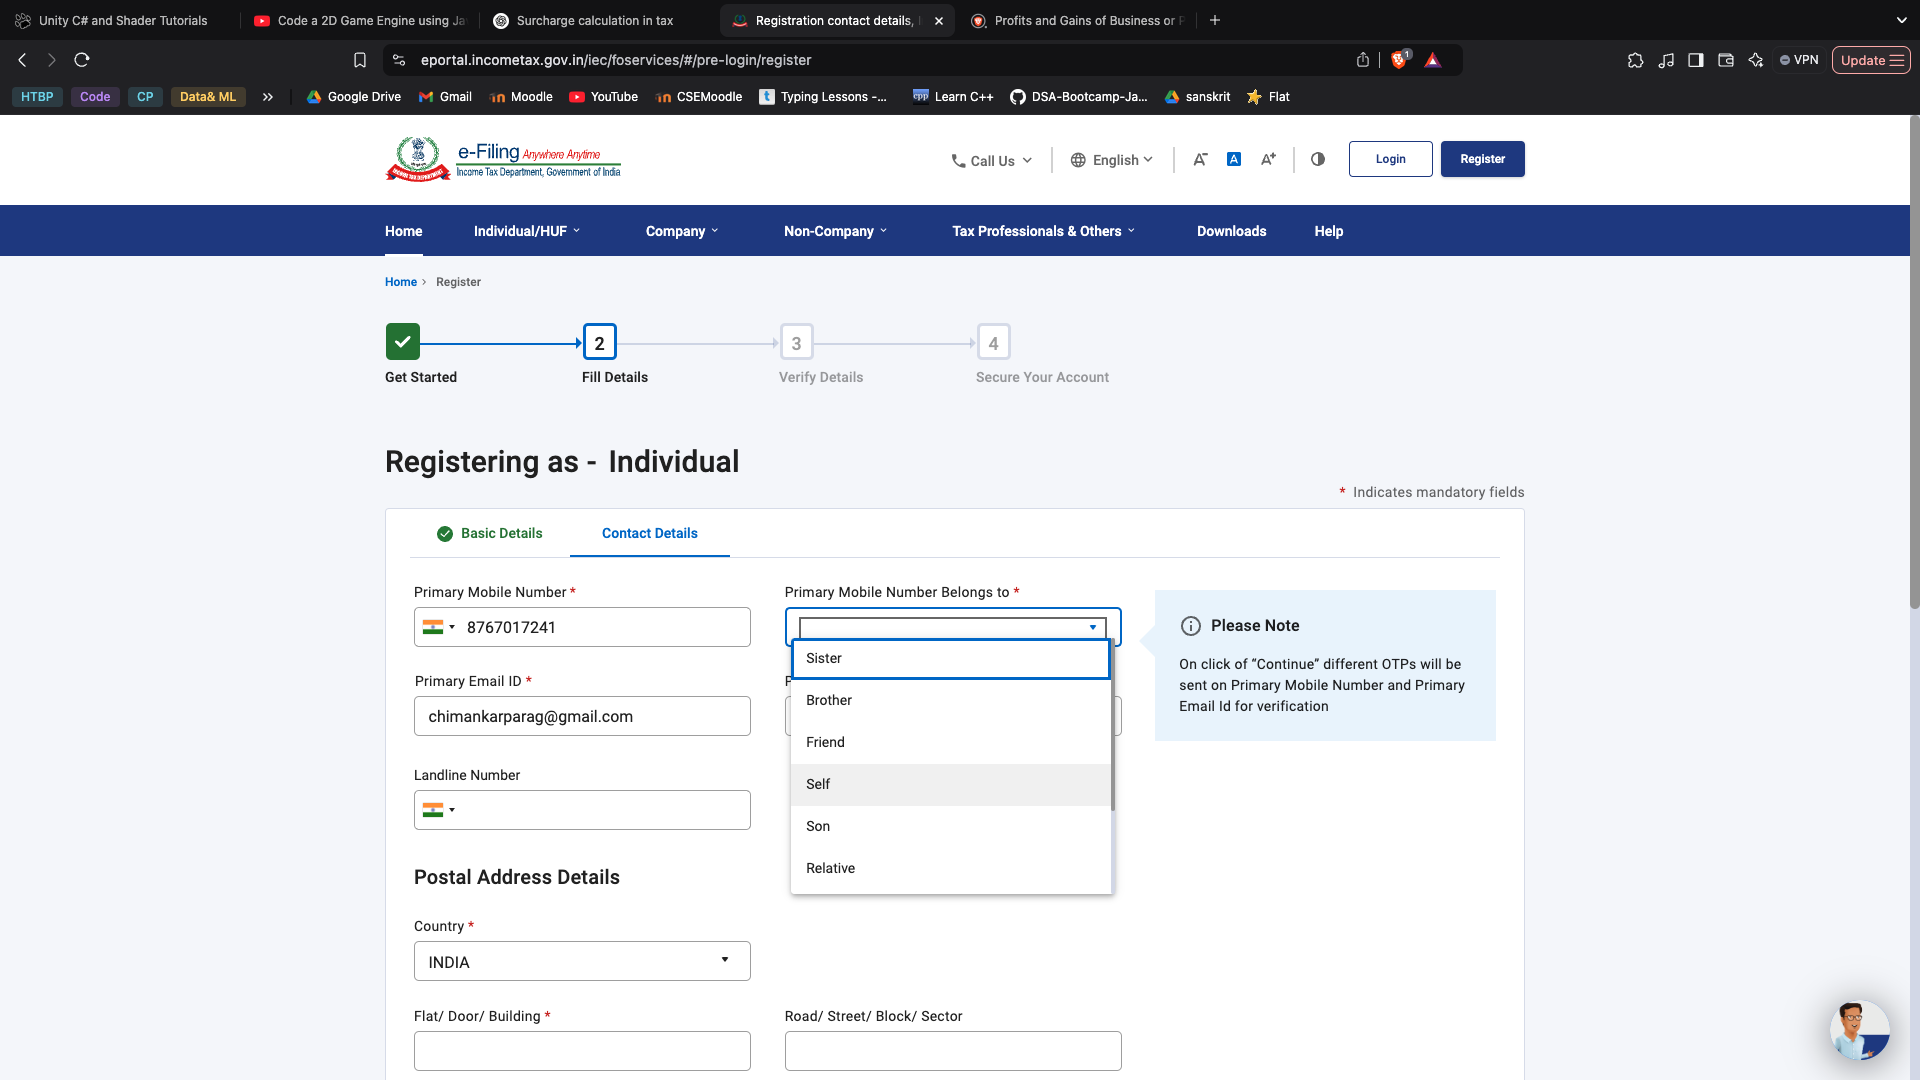 Unity C# and Shader Tutorials
Code a 2D Game Engine using Ja
Surcharge calculation in tax
Registration contact details,
Profits and Gains of Business or P
eportal.incometax.gov.in/iec/foservices/#/pre-login/register
1
VPN
Update
HTBP
Code
CP
Data& ML
Google Drive
Gmail
Moodle
YouTube
CSEMoodle
Typing Lessons -...
Learn C++
DSA-Bootcamp-Ja...
sanskrit
Flat
e-Filing Anywhere Anytime
Income Tax Department, Government of India
Call Us
English
A-
A
A+
Login
Register
Home
Individual/HUF
Company
Non-Company
Tax Professionals & Others
Downloads
Help
Home > Register
2
3
4
Get Started
Fill Details
Verify Details
Secure Your Account
Registering as - Individual
* Indicates mandatory fields
Basic Details
Contact Details
Primary Mobile Number *
8767017241
Primary Mobile Number Belongs to *
Sister
Brother
Friend
Self
Son
Relative
Please Note
On click of “Continue” different OTPs will be
sent on Primary Mobile Number and Primary
Email Id for verification
Primary Email ID *
chimankarparag@gmail.com
Landline Number
Postal Address Details
Country *
INDIA
Flat/ Door/ Building *
Road/ Street/ Block/ Sector